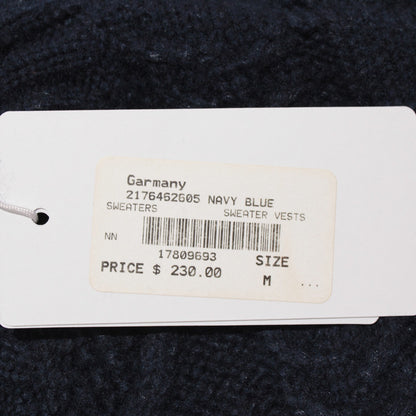 Garmany
2176462605 NAVY BLUE
SWEATERS SWEATER VESTS
NN
17809693
SIZE
PRICE $ 230.00
M ...